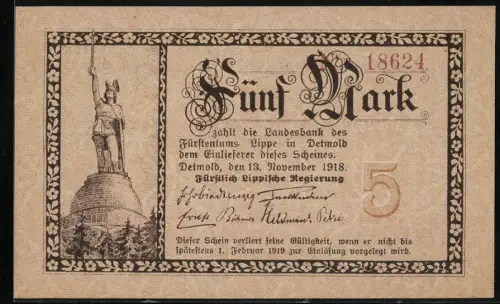 18624
Fünf Mark
zahlt die Landesbank des
Fürstentums Lippe in Detmold
dem Einlieferer dieses Scheines.
Detmold, den 13. November 1918.
Fürstlich Lippische Regierung
5
Dieser Schein verliert seine Gültigkeit, wenn er nicht bis
spätestens 1. Februar 1919 zur Einlösung vorgelegt wird.